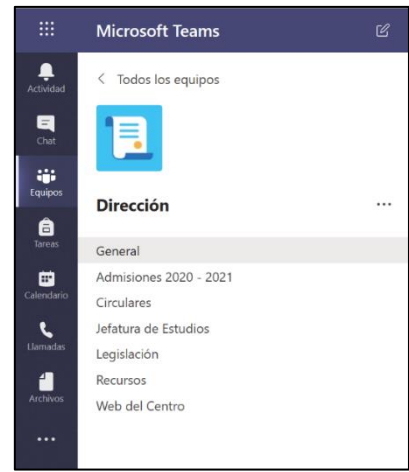 Microsoft Teams
Actividad
Chat
Equipos
Tareas
Calendario
Llamadas
Archivos
Todos los equipos
Dirección
General
Admisiones 2020 - 2021
Circulares
Jefatura de Estudios
Legislación
Recursos
Web del Centro